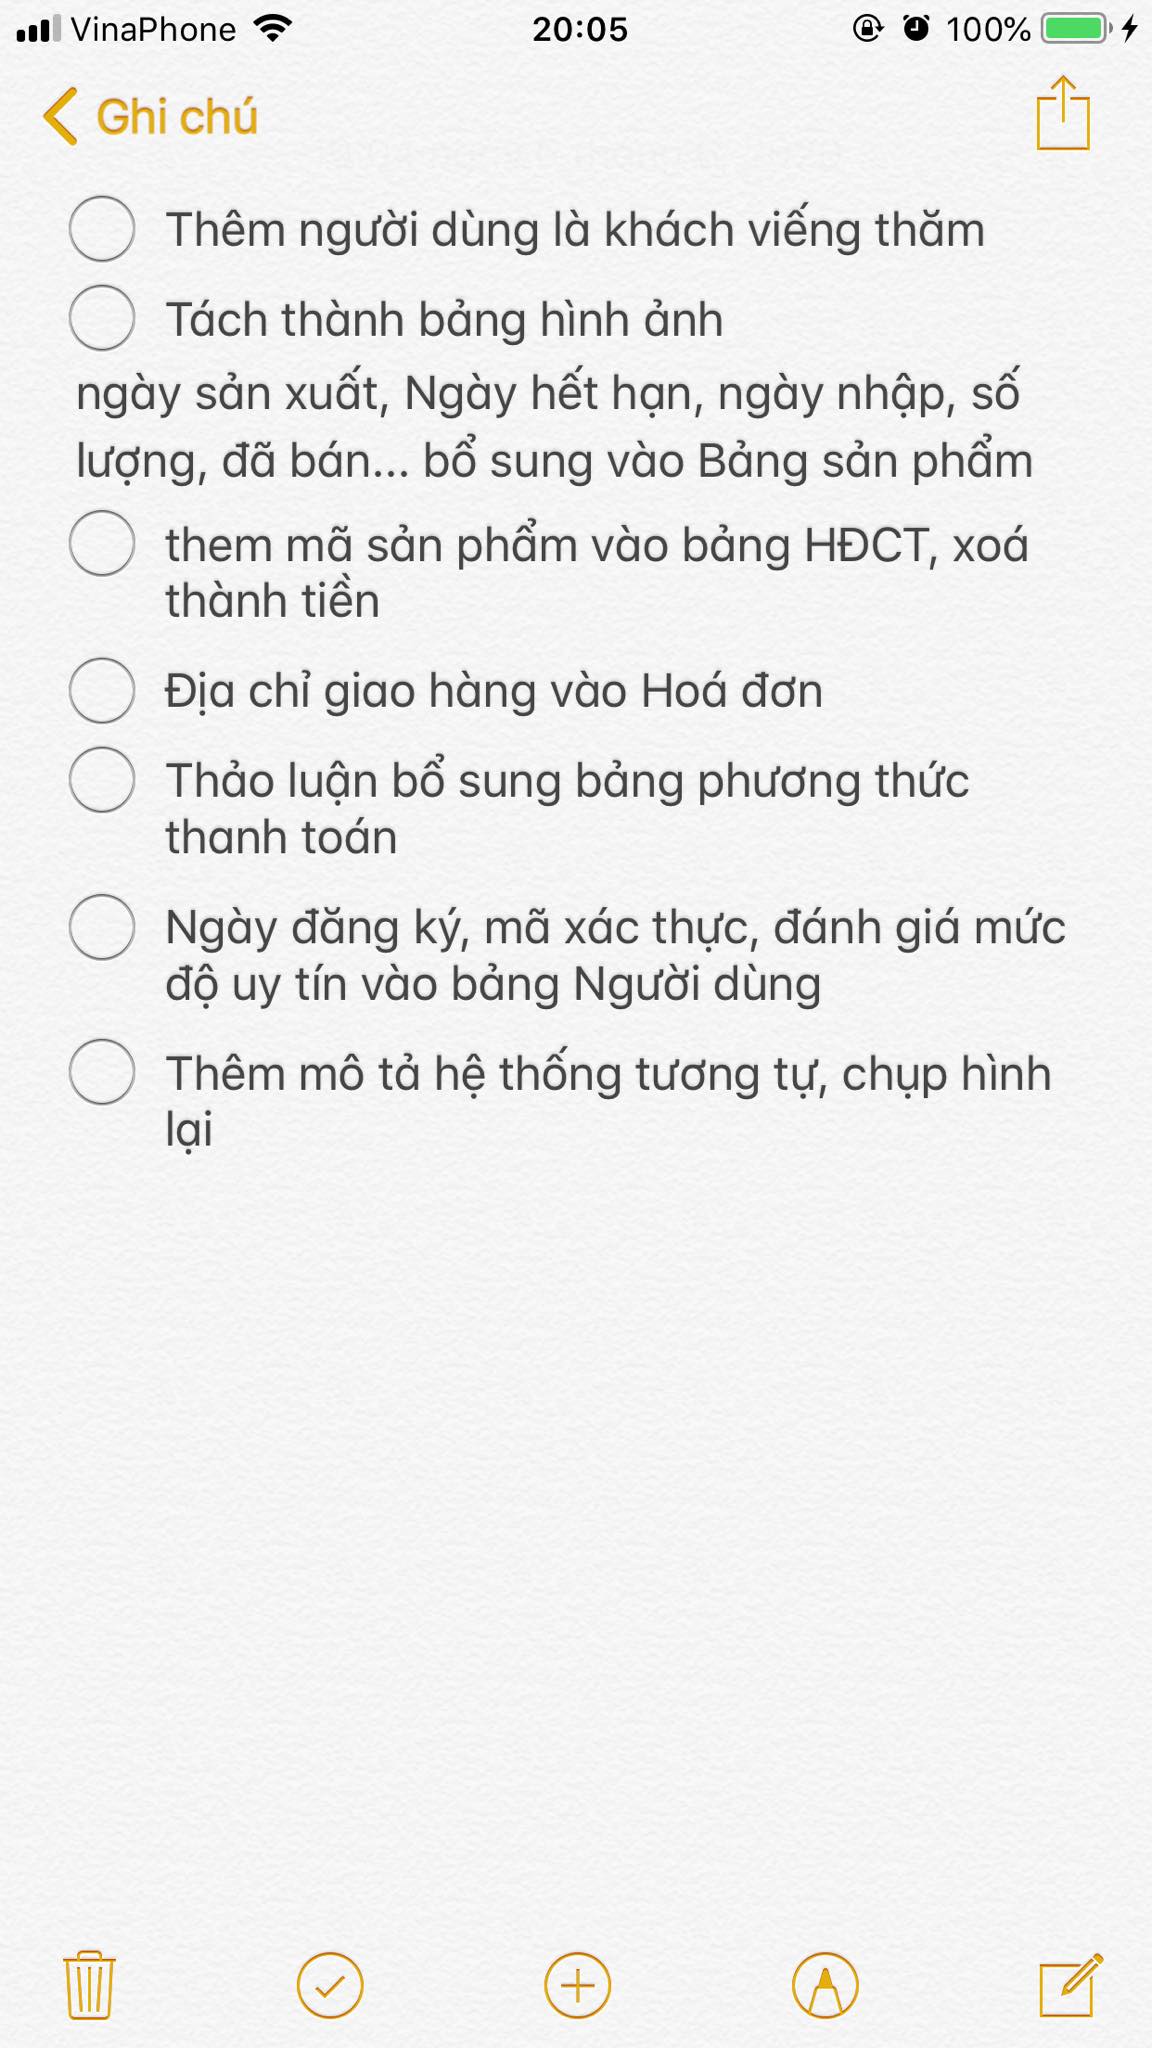 VinaPhone 20:05 100%
Ghi chú
Thêm người dùng là khách viếng thăm
Tách thành bảng hình ảnh
ngày sản xuất, Ngày hết hạn, ngày nhập, số
lượng, đã bán... bổ sung vào Bảng sản phẩm
them mã sản phẩm vào bảng HĐCT, xoá
thành tiền
Địa chỉ giao hàng vào Hoá đơn
Thảo luận bổ sung bảng phương thức
thanh toán
Ngày đăng ký, mã xác thực, đánh giá mức
độ uy tín vào bảng Người dùng
Thêm mô tả hệ thống tương tự, chụp hình
lại